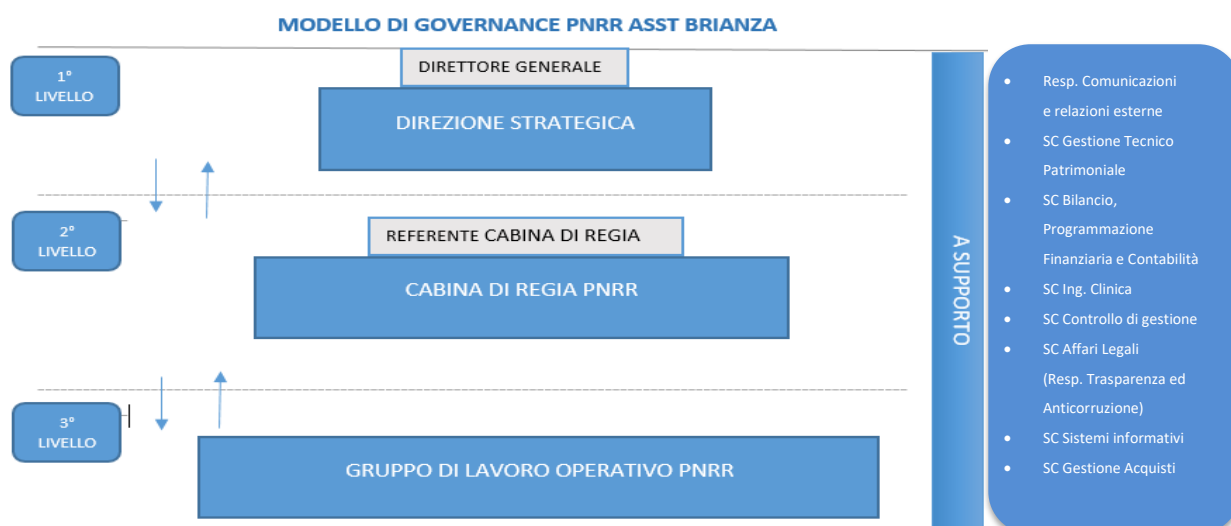 MODELLO DI GOVERNANCE PNRR ASST BRIANZA
1°
LIVELLO
DIRETTORE GENERALE
DIREZIONE STRATEGICA
2°
LIVELLO
REFERENTE CABINA DI REGIA
CABINA DI REGIA PNRR
3°
LIVELLO
GRUPPO DI LAVORO OPERATIVO PNRR
A SUPPORTO
• Resp. Comunicazioni
e relazioni esterne
• SC Gestione Tecnico
Patrimoniale
• SC Bilancio,
Programmazione
Finanziaria e Contabilità
• SC Ing. Clinica
• SC Controllo di gestione
• SC Affari Legali
(Resp. Trasparenza ed
Anticorruzione)
• SC Sistemi informativi
• SC Gestione Acquisti